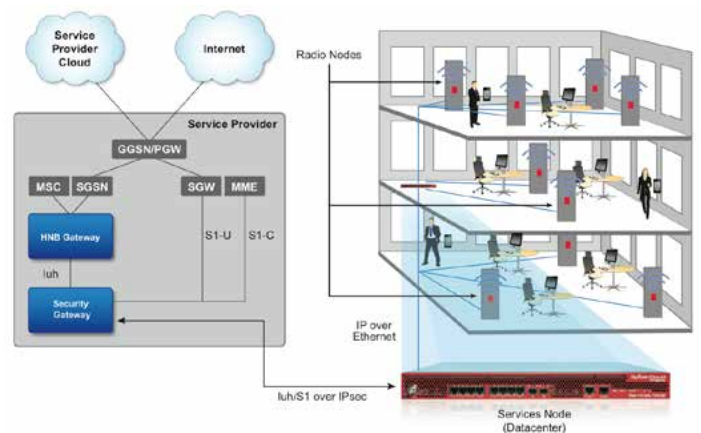 Service
Provider
Cloud
Internet
Service Provider
GGSN/PGW
MSC
SGSN
SGW
MME
HNB Gateway
S1-U
S1-C
Iuh
Security
Gateway
Iuh/S1 over IPsec
Radio Nodes
IP over
Ethernet
Services Node
(Datacenter)